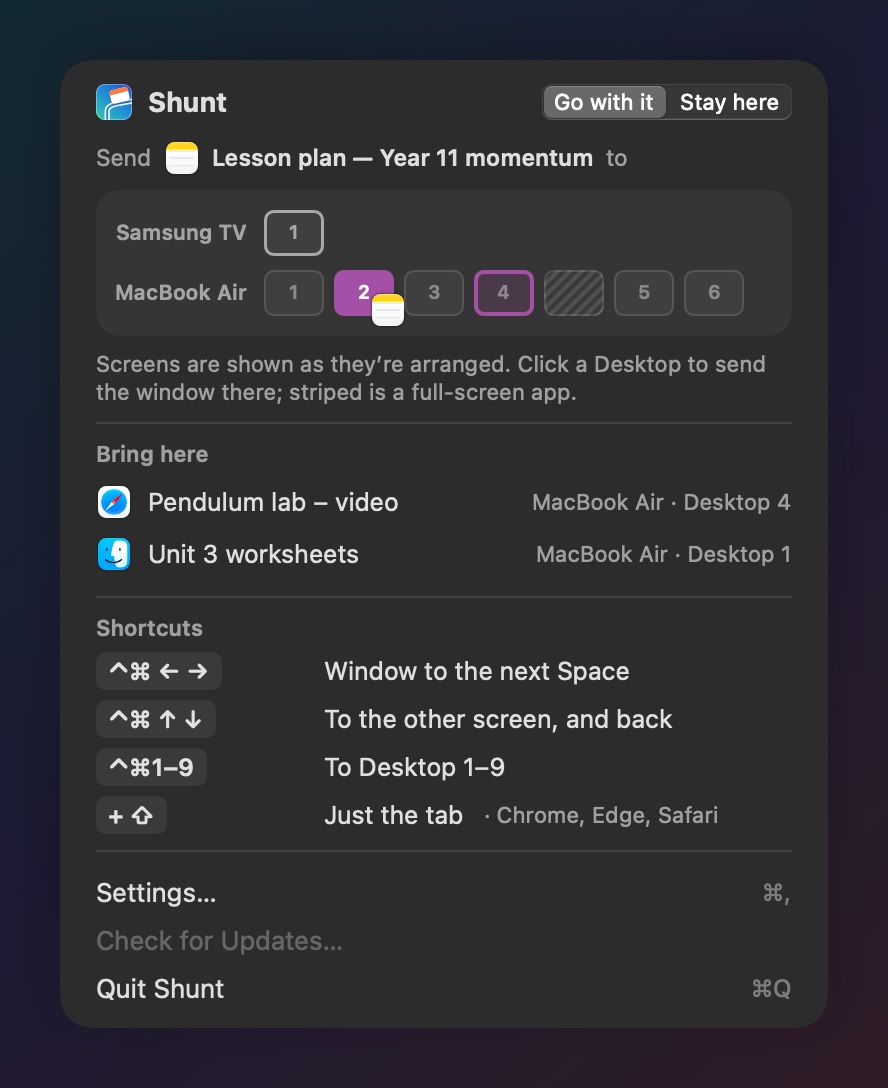 Shunt
Go with it Stay here
Send Lesson plan — Year 11 momentum to
Samsung TV 1
MacBook Air 1 2 3 4 5 6
Screens are shown as they’re arranged. Click a Desktop to send
the window there; striped is a full-screen app.
Bring here
Pendulum lab – video MacBook Air · Desktop 4
Unit 3 worksheets MacBook Air · Desktop 1
Shortcuts
^⌘ ← → Window to the next Space
^⌘ ↑ ↓ To the other screen, and back
^⌘1–9 To Desktop 1–9
+ ⇧ Just the tab · Chrome, Edge, Safari
Settings... ⌘,
Check for Updates...
Quit Shunt ⌘Q